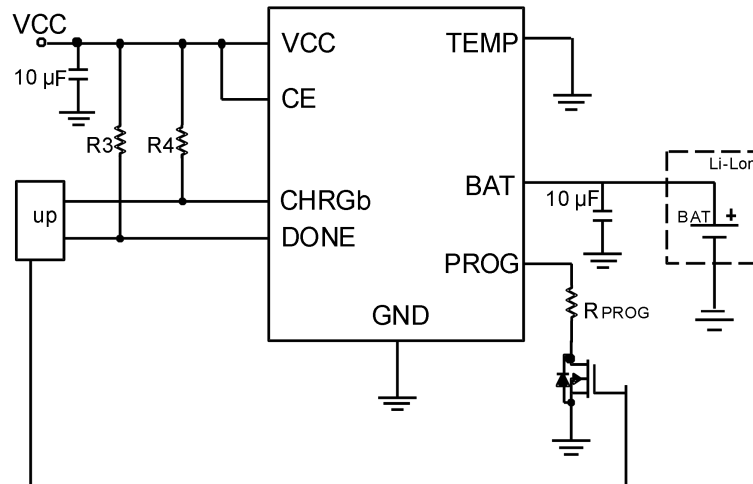 VCC
VCC
TEMP
10 µF
CE
R3
R4
Li-Lon
BAT
10 µF
BAT
+
up
CHRGb
DONE
PROG
RPROG
GND